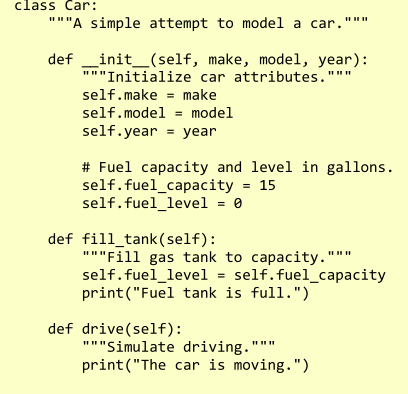 class Car:
    """A simple attempt to model a car."""

    def __init__(self, make, model, year):
        """Initialize car attributes."""
        self.make = make
        self.model = model
        self.year = year

        # Fuel capacity and level in gallons.
        self.fuel_capacity = 15
        self.fuel_level = 0

    def fill_tank(self):
        """Fill gas tank to capacity."""
        self.fuel_level = self.fuel_capacity
        print("Fuel tank is full.")

    def drive(self):
        """Simulate driving."""
        print("The car is moving.")